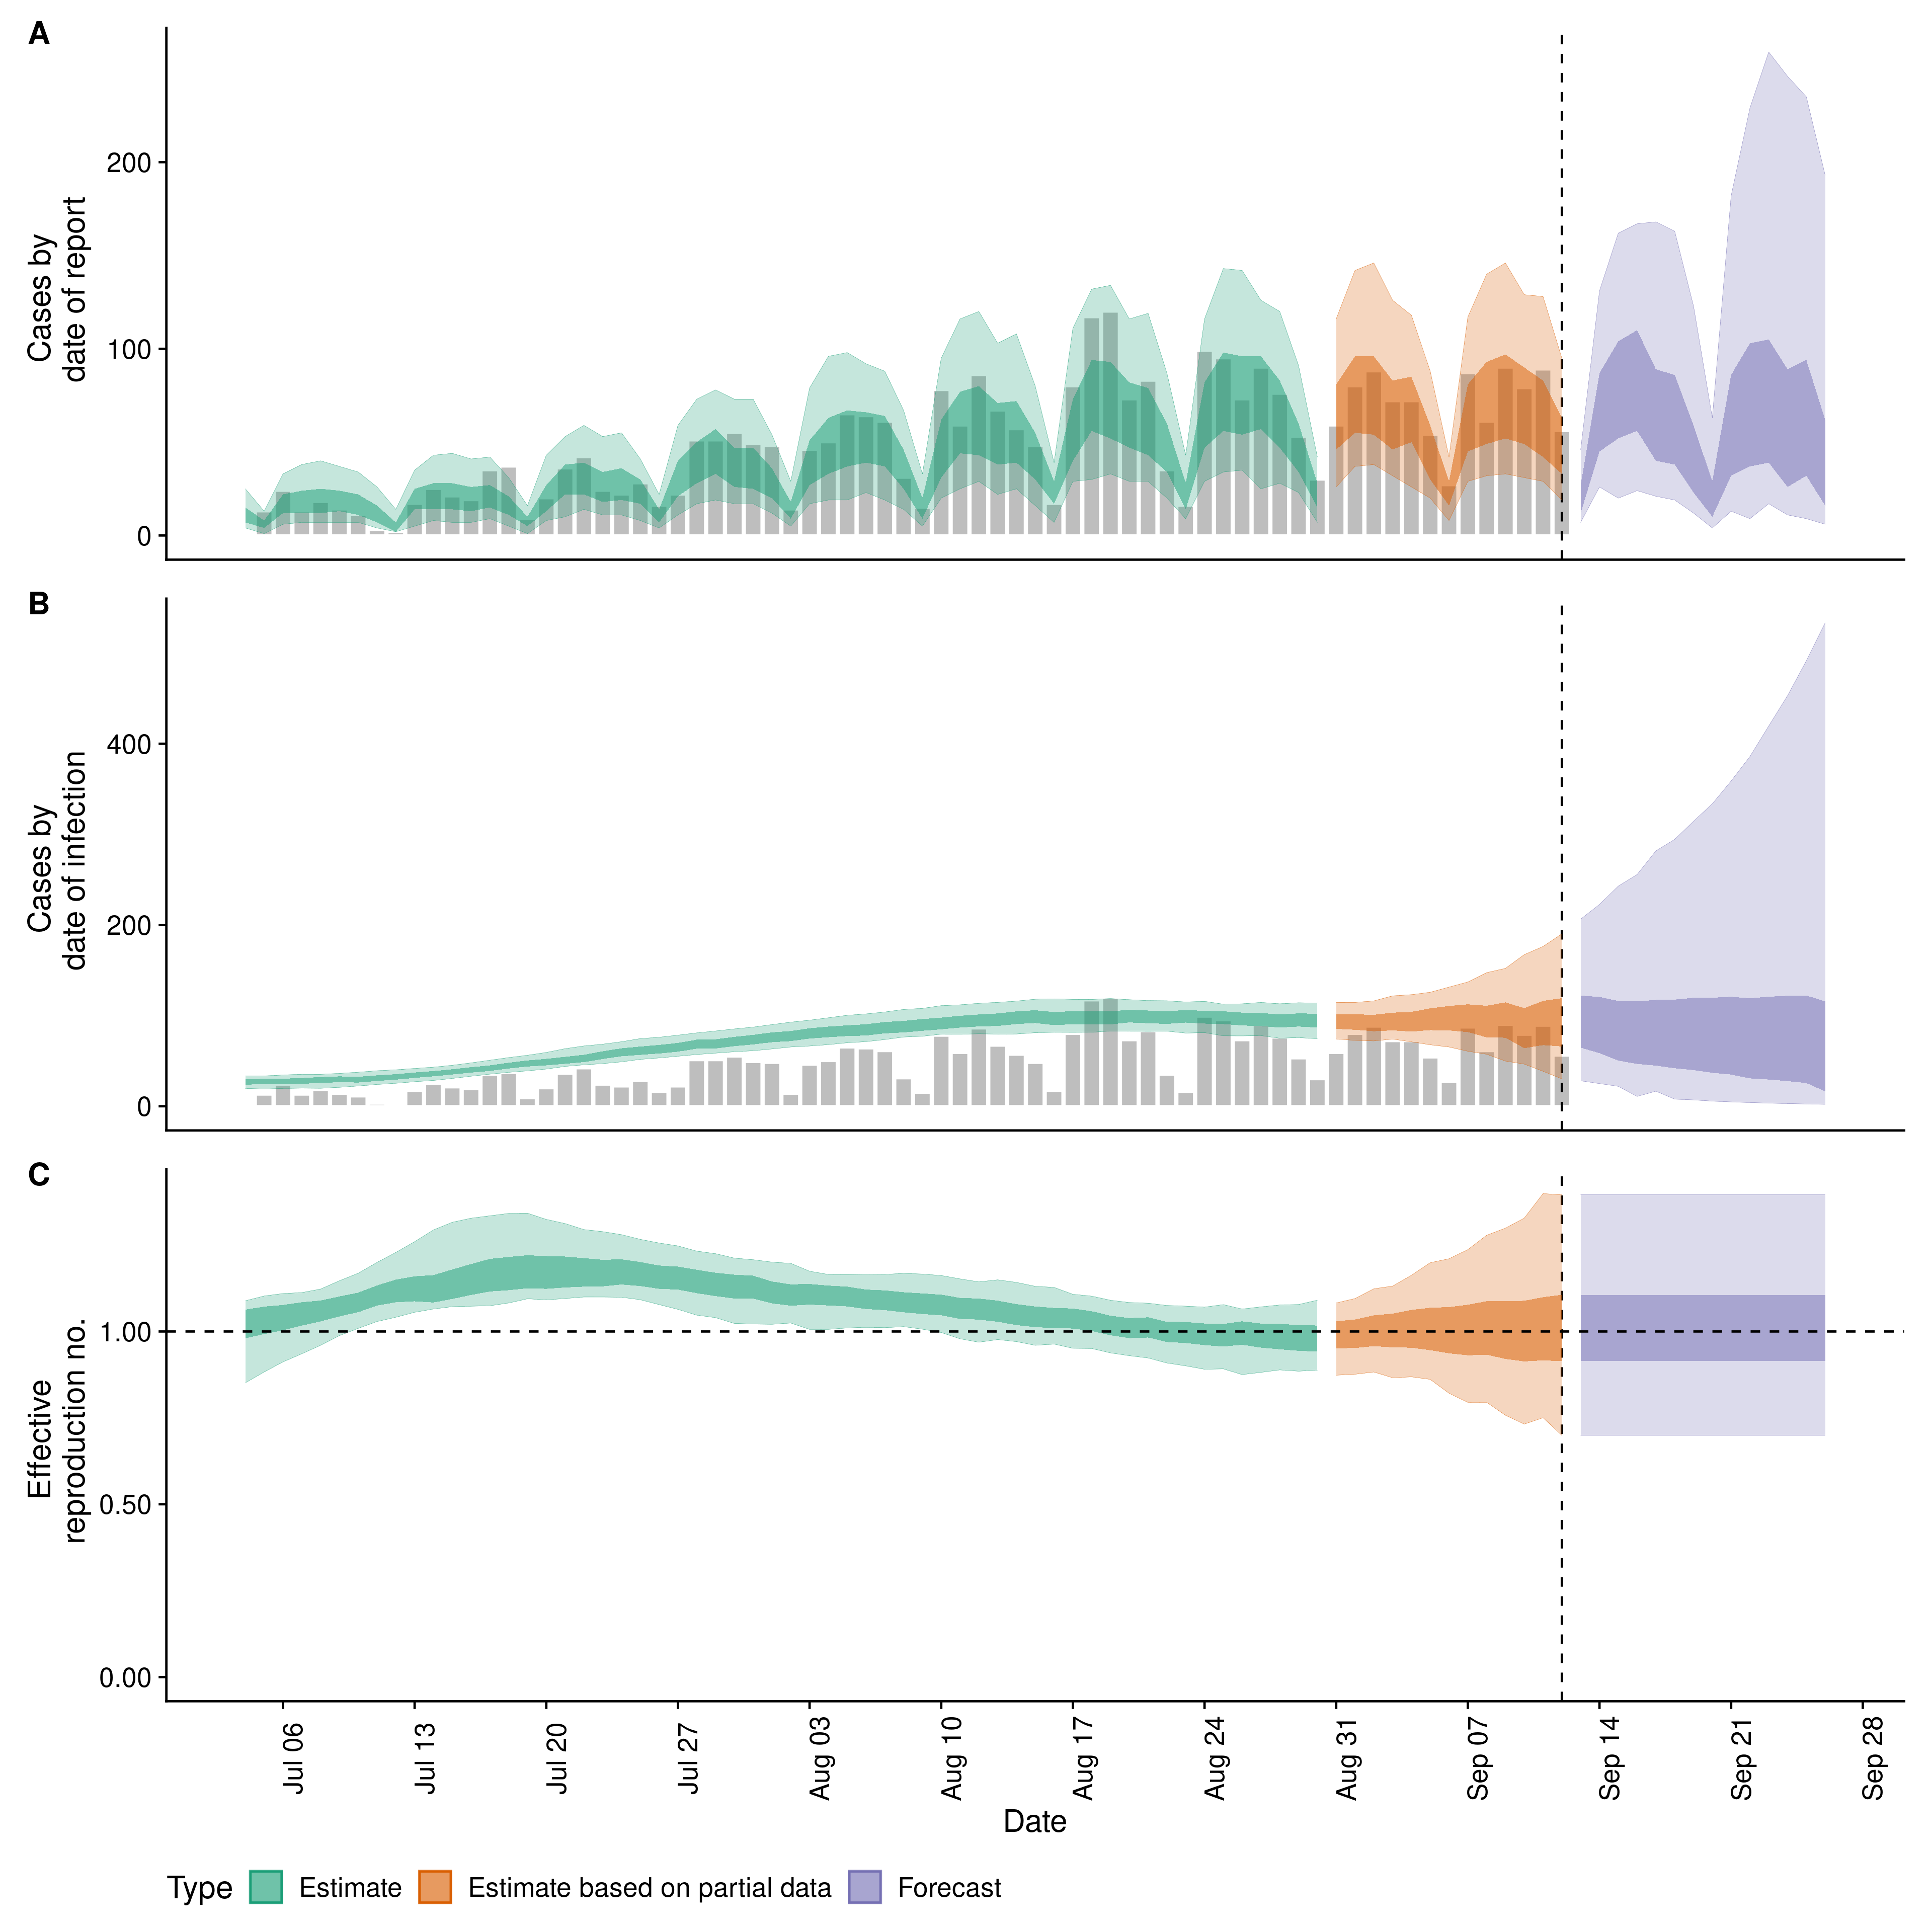 A
Cases by
date of report
200
100
0
B
Cases by
date of infection
400
200
0
C
Effective
reproduction no.
1.00
0.50
0.00
Jul 06
Jul 13
Jul 20
Jul 27
Aug 03
Aug 10
Aug 17
Aug 24
Aug 31
Sep 07
Sep 14
Sep 21
Sep 28
Date
Type Estimate Estimate based on partial data Forecast